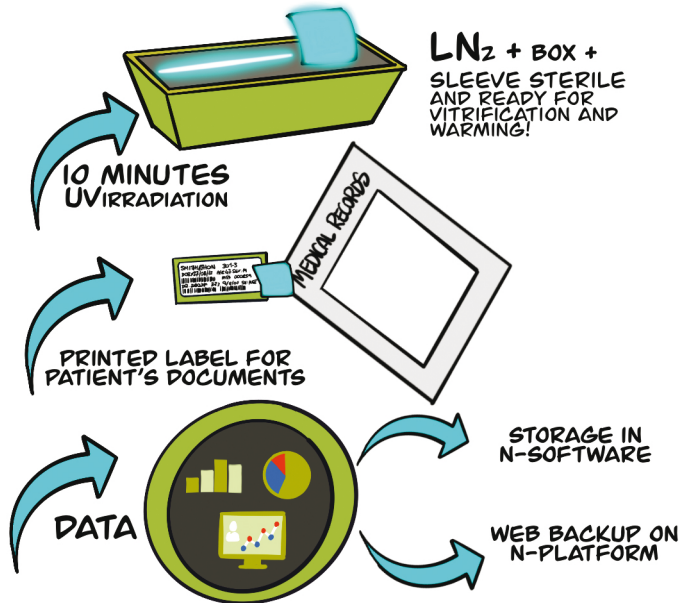 LN2 + BOX +
SLEEVE STERILE
AND READY FOR
VITRIFICATION AND
WARMING!
10 MINUTES
UVIRRADIATION
MEDICAL RECORDS
PRINTED LABEL FOR
PATIENT'S DOCUMENTS
DATA
STORAGE IN
N-SOFTWARE
WEB BACKUP ON
N-PLATFORM